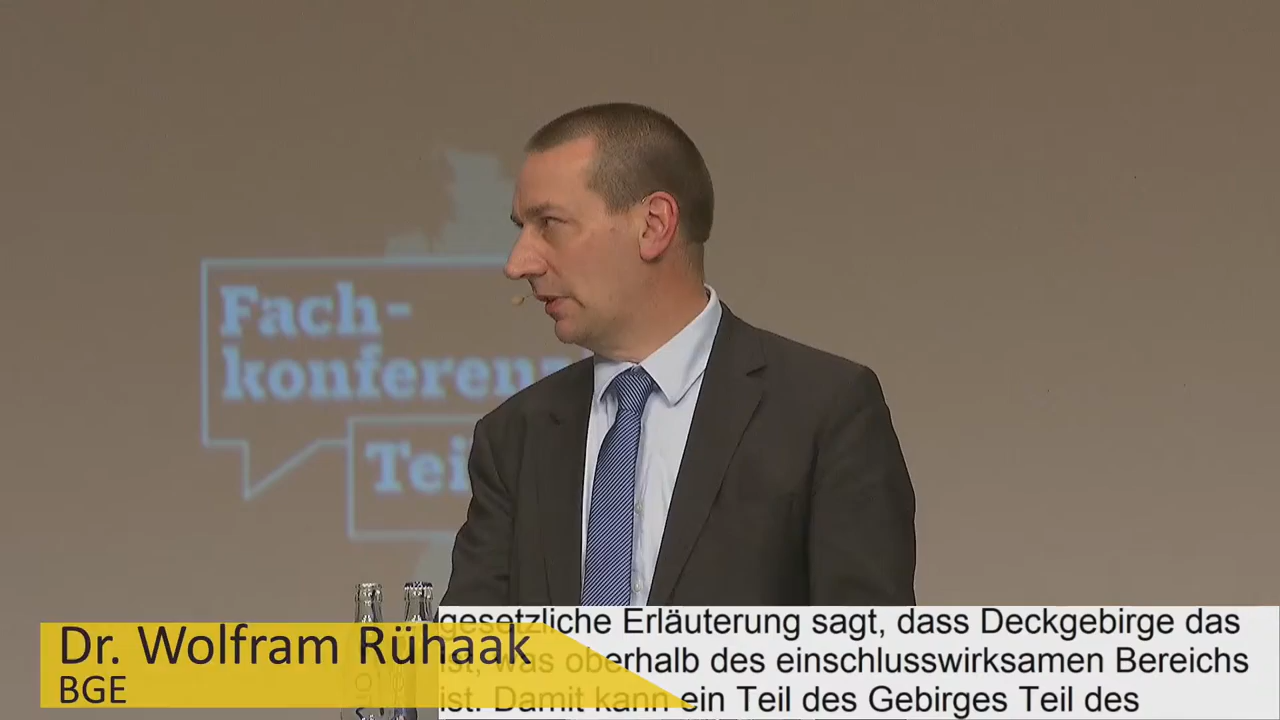 Fach-
konferen
Tei
gesetzliche Erläuterung sagt, dass Deckgebirge das
ist, was oberhalb des einschlusswirksamen Bereichs
ist. Damit kann ein Teil des Gebirges Teil des
Dr. Wolfram Rühaak
BGE